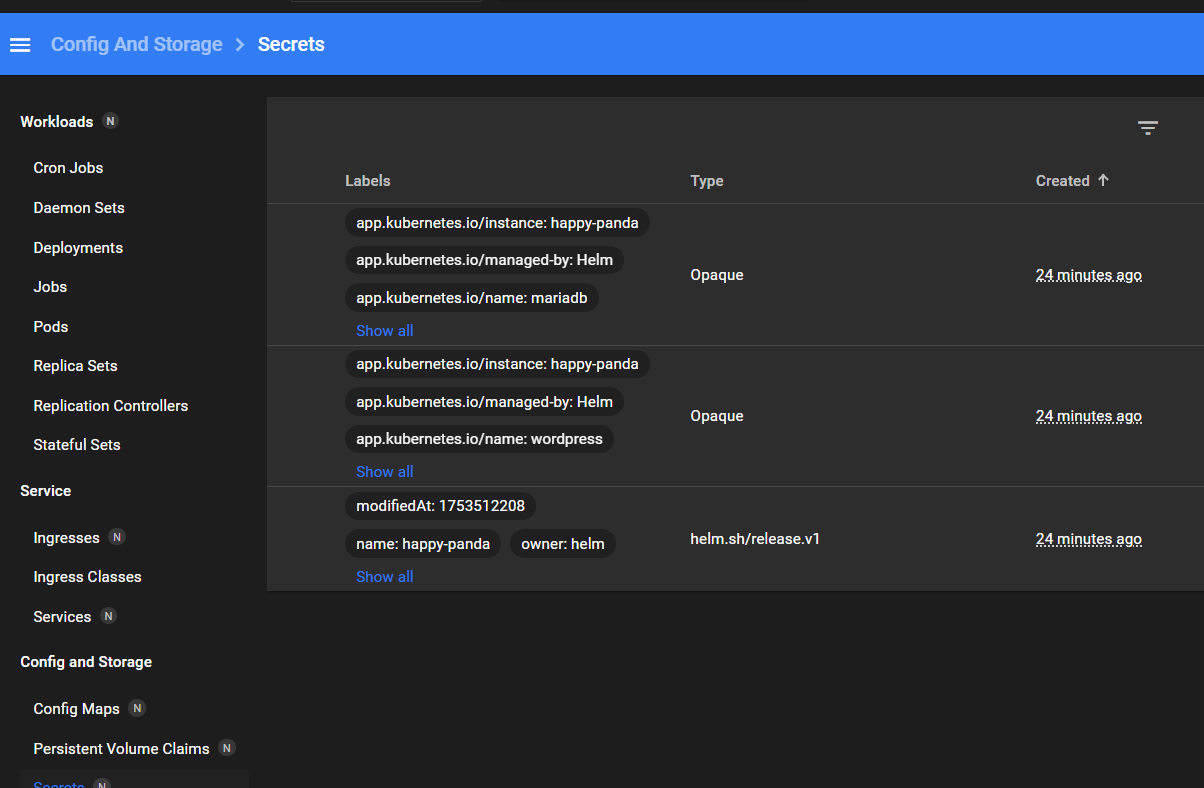 Config And Storage > Secrets
Workloads N
Cron Jobs
Daemon Sets
Deployments
Jobs
Pods
Replica Sets
Replication Controllers
Stateful Sets
Service
Ingresses N
Ingress Classes
Services N
Config and Storage
Config Maps N
Persistent Volume Claims N
Secrets N
Labels Type Created
app.kubernetes.io/instance: happy-panda
app.kubernetes.io/managed-by: Helm
Opaque 24 minutes ago
app.kubernetes.io/name: mariadb
Show all
app.kubernetes.io/instance: happy-panda
app.kubernetes.io/managed-by: Helm
Opaque 24 minutes ago
app.kubernetes.io/name: wordpress
Show all
modifiedAt: 1753512208
helm.sh/release.v1 24 minutes ago
name: happy-panda owner: helm
Show all